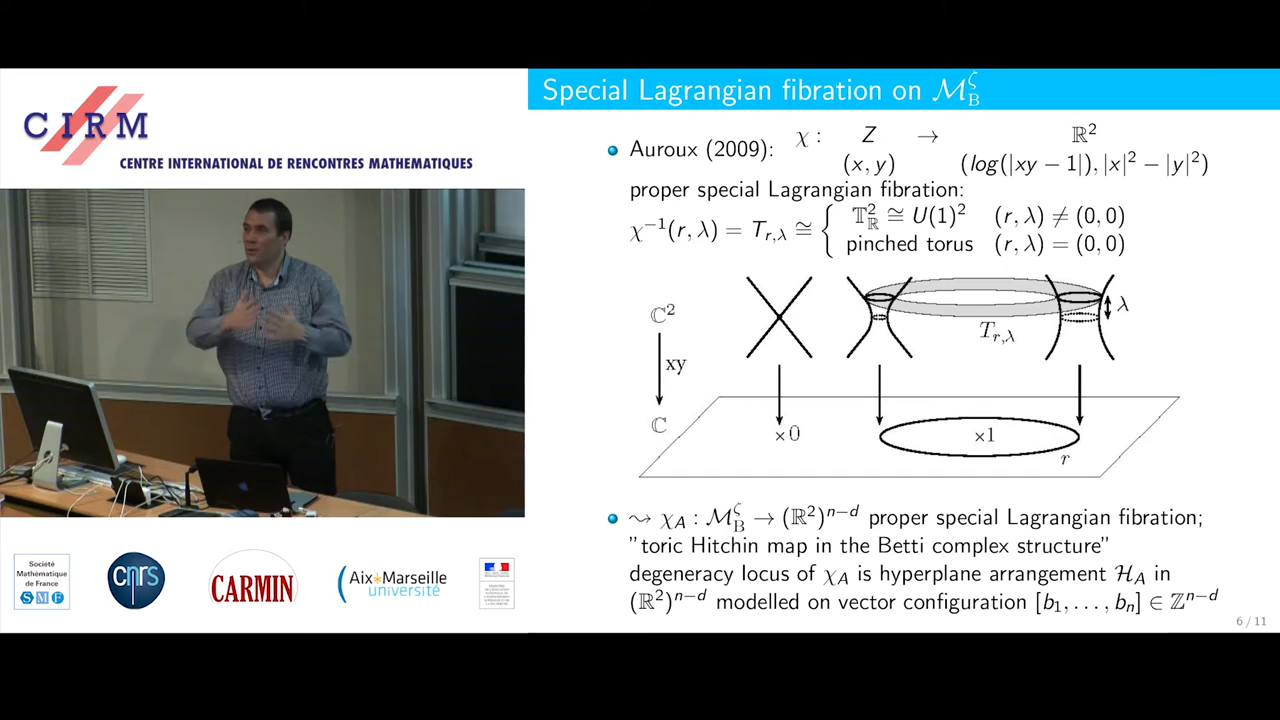 CIRM
CENTRE INTERNATIONAL DE RENCONTRES MATHEMATIQUES
Société
Mathématique
de France
SMF
cnrs
CARMIN
(Aix*Marseille
université
Special Lagrangian fibration on ℳ_B^ζ
Auroux (2009): χ : Z → ℝ²
(x, y) (log(|xy − 1|), |x|² − |y|²)
proper special Lagrangian fibration:
χ⁻¹(r, λ) = T_{r,λ} ≅ { 𝕋²_ℝ ≅ U(1)² (r, λ) ≠ (0, 0)
pinched torus (r, λ) = (0, 0)
ℂ²
λ
T_{r,λ}
xy
ℂ
×0
×1
r
⇝ χ_A : ℳ_B^ζ → (ℝ²)^{n−d} proper special Lagrangian fibration;
"toric Hitchin map in the Betti complex structure"
degeneracy locus of χ_A is hyperplane arrangement ℋ_A in
(ℝ²)^{n−d} modelled on vector configuration [b₁, . . . , bₙ] ∈ ℤ^{n−d}
6 / 11